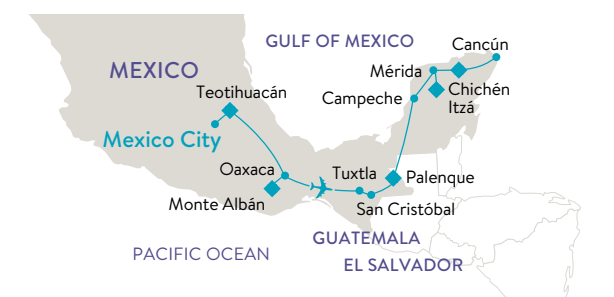 GULF OF MEXICO
Cancún
MEXICO
Mérida
Teotihuacán
Chichén
Itzá
Campeche
Mexico City
Oaxaca
Tuxtla
Palenque
Monte Albán
San Cristóbal
GUATEMALA
PACIFIC OCEAN
EL SALVADOR